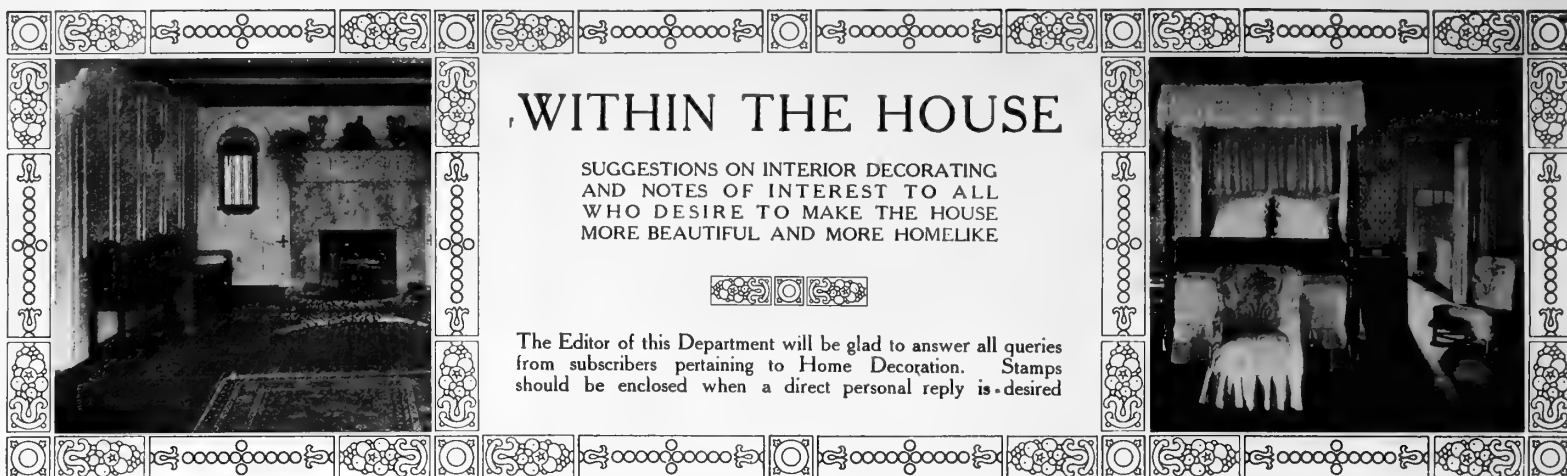 WITHIN THE HOUSE
SUGGESTIONS ON INTERIOR DECORATING
AND NOTES OF INTEREST TO ALL
WHO DESIRE TO MAKE THE HOUSE
MORE BEAUTIFUL AND MORE HOMELIKE
The Editor of this Department will be glad to answer all queries
from subscribers pertaining to Home Decoration. Stamps
should be enclosed when a direct personal reply is desired